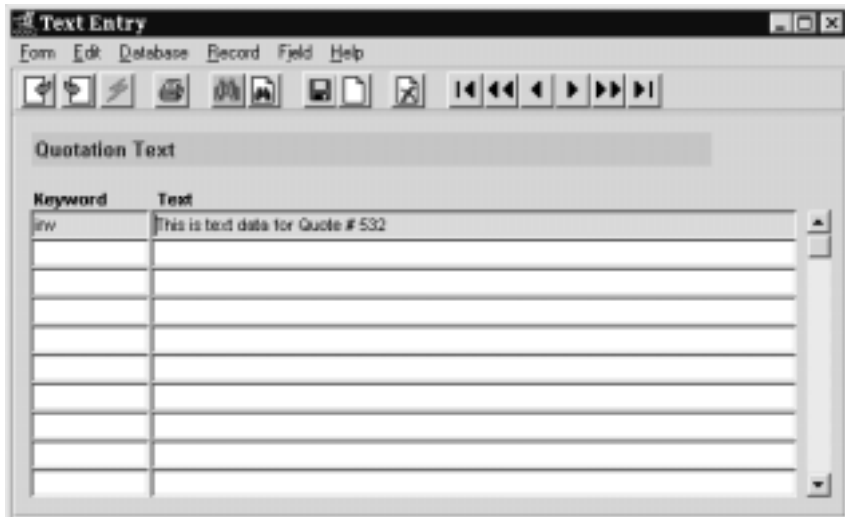 Text Entry
Form Edit Database Record Field Help
Quotation Text
Keyword Text
inv This is text data for Quote # 532